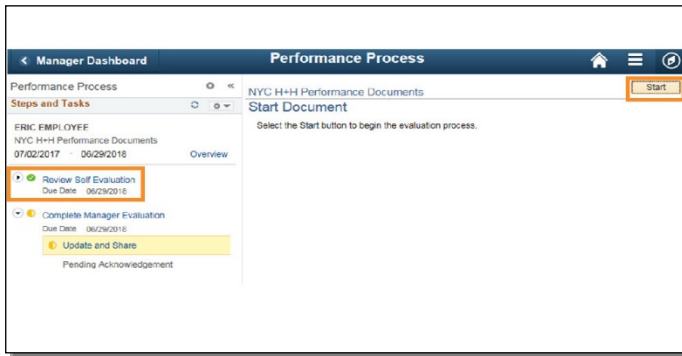 Manager Dashboard
Performance Process
Performance Process
Steps and Tasks
ERIC EMPLOYEE
NYC H+H Performance Documents
07/02/2017 - 06/29/2018 Overview
Review Self Evaluation
Due Date 06/29/2018
Complete Manager Evaluation
Due Date 06/29/2018
Update and Share
Pending Acknowledgement
NYC H+H Performance Documents
Start
Start Document
Select the Start button to begin the evaluation process.